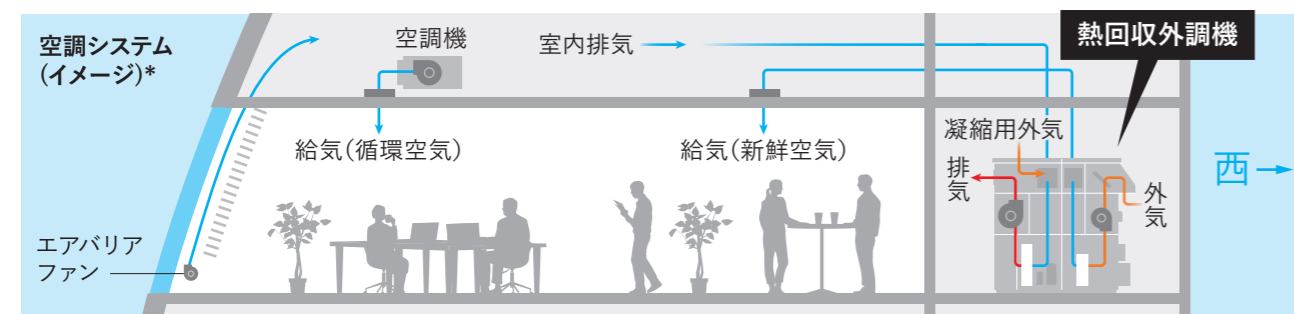 空調システム
(イメージ)*
空調機
室内排気
熱回収外調機
給気(循環空気)
給気(新鮮空気)
凝縮用外気
排気
外気
西
エアバリア
ファン